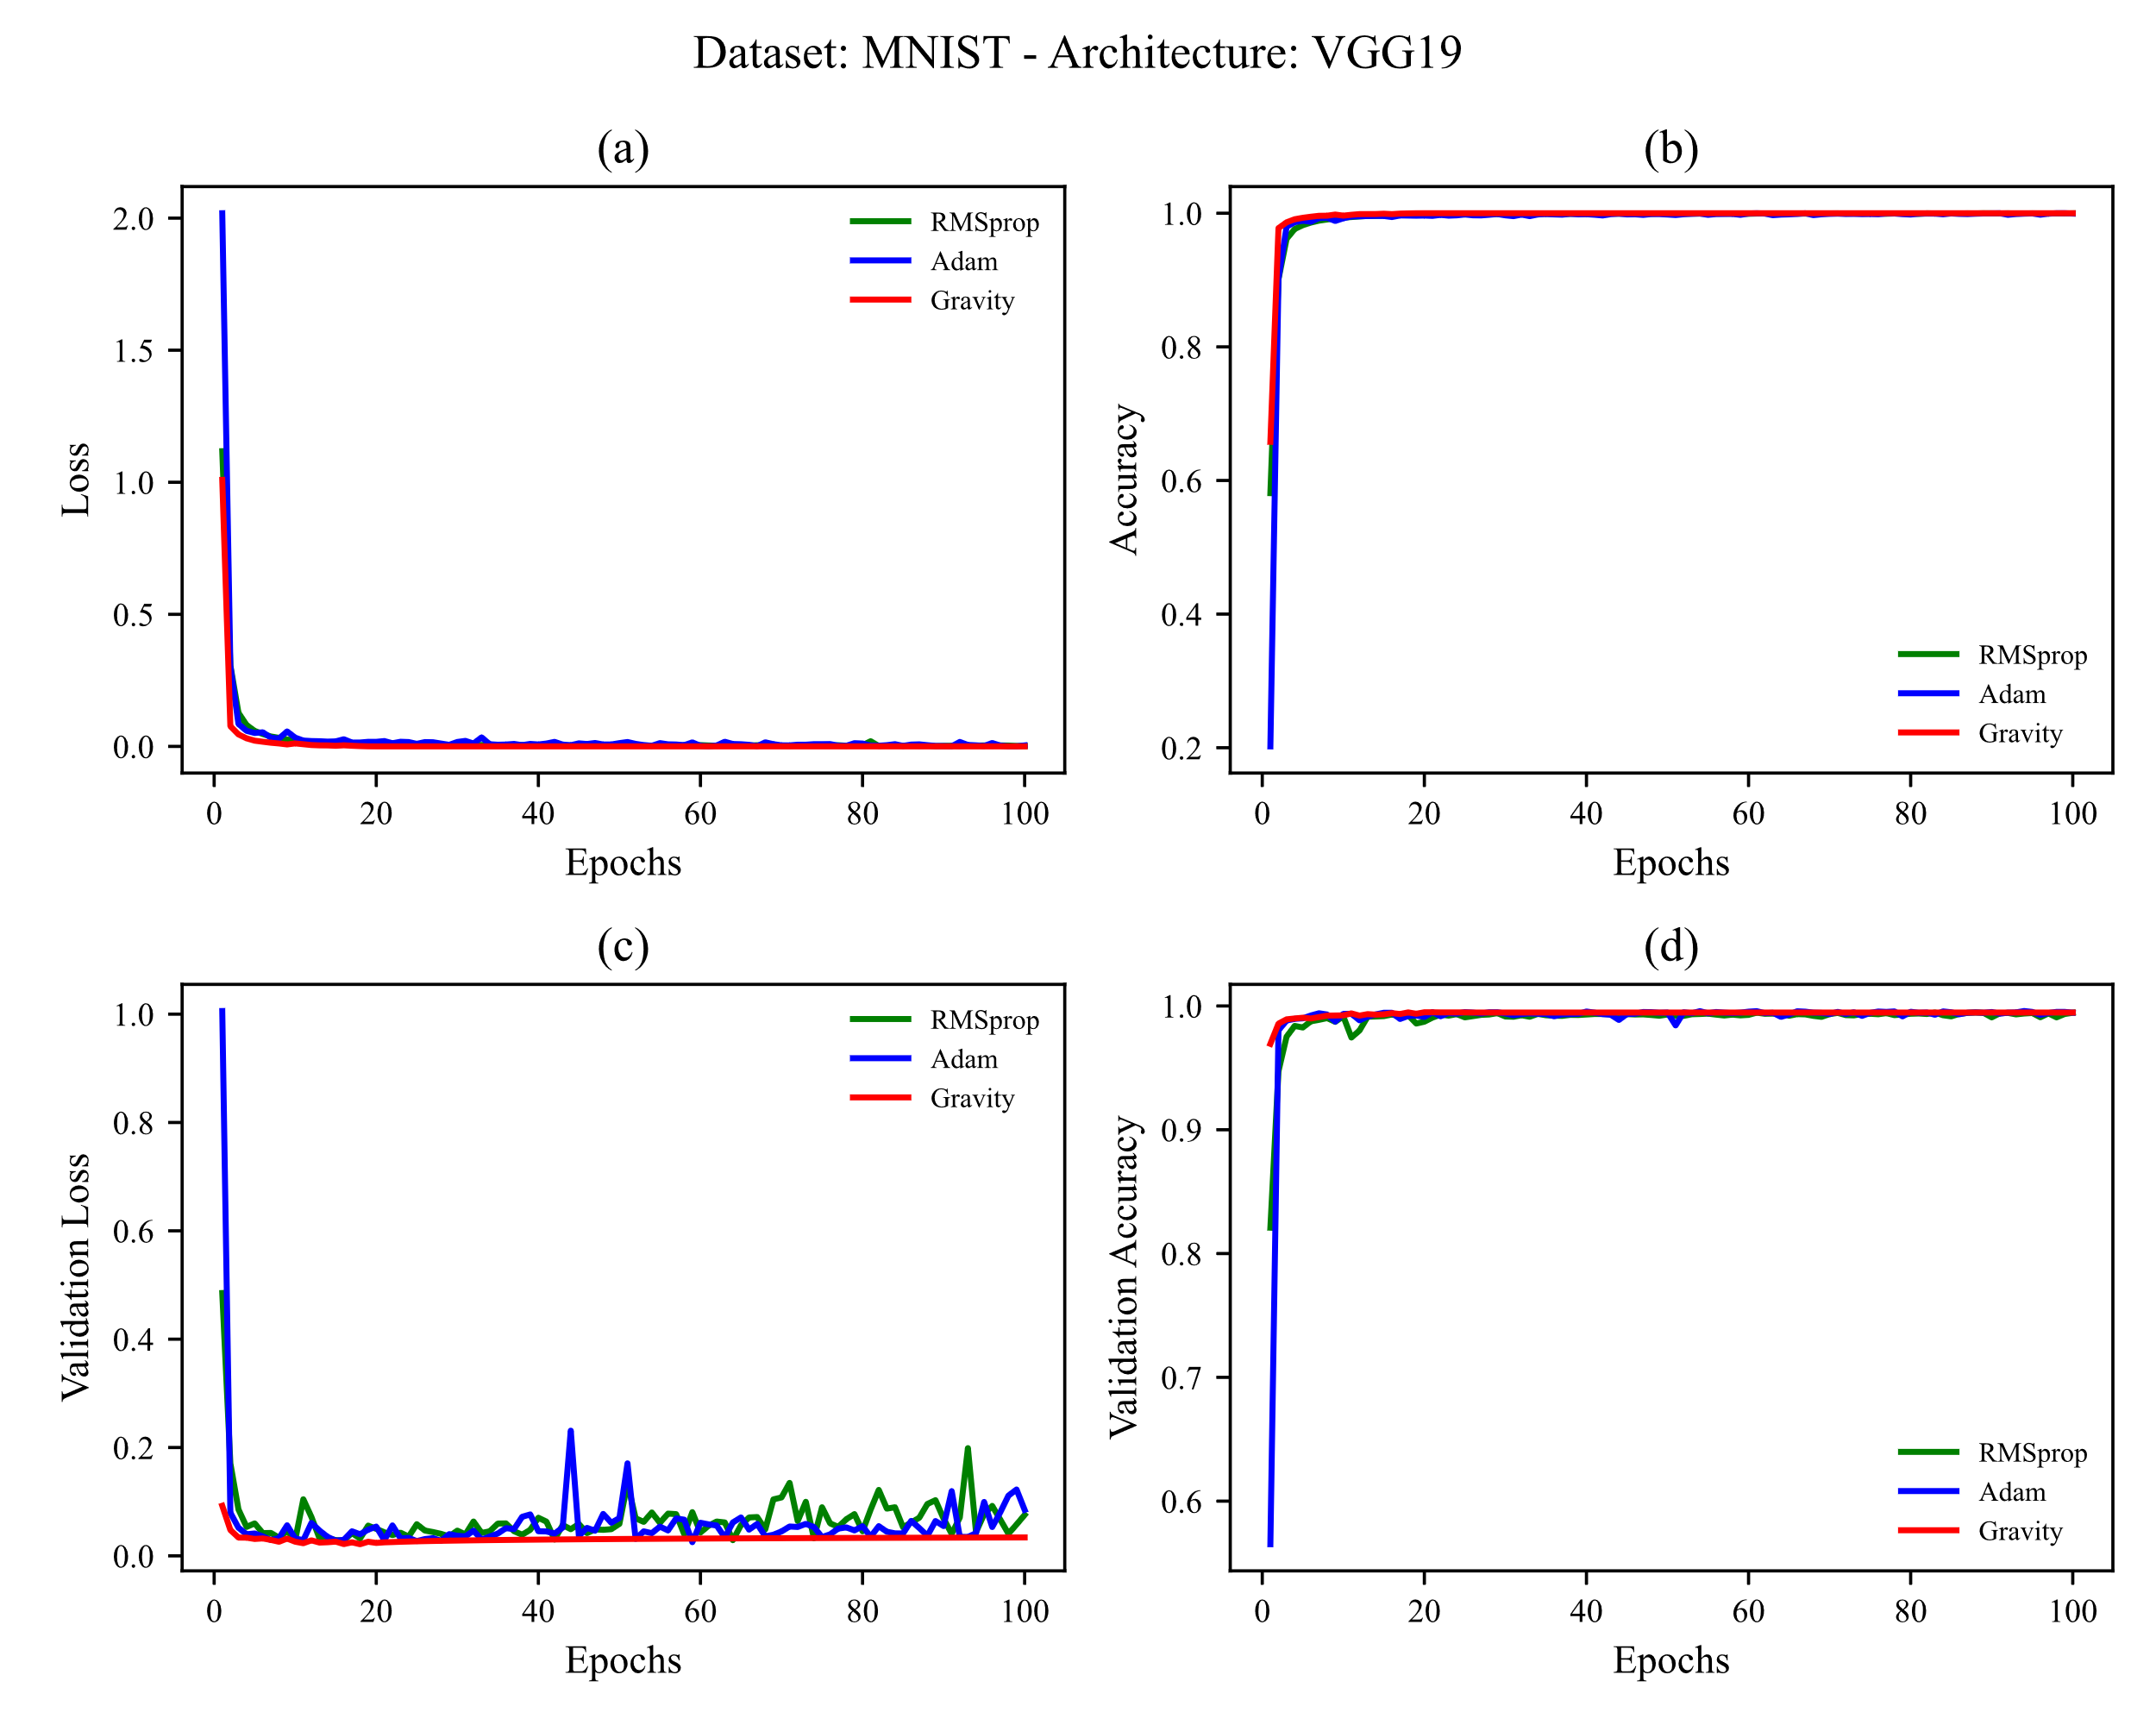 Dataset: MNIST - Architecture: VGG19
(a)
2.0
1.5
1.0
0.5
0.0
Loss
RMSprop
Adam
Gravity
0 20 40 60 80 100
Epochs
(b)
1.0
0.8
0.6
0.4
0.2
Accuracy
RMSprop
Adam
Gravity
0 20 40 60 80 100
Epochs
(c)
1.0
0.8
0.6
0.4
0.2
0.0
Validation Loss
RMSprop
Adam
Gravity
0 20 40 60 80 100
Epochs
(d)
1.0
0.9
0.8
0.7
0.6
Validation Accuracy
RMSprop
Adam
Gravity
0 20 40 60 80 100
Epochs